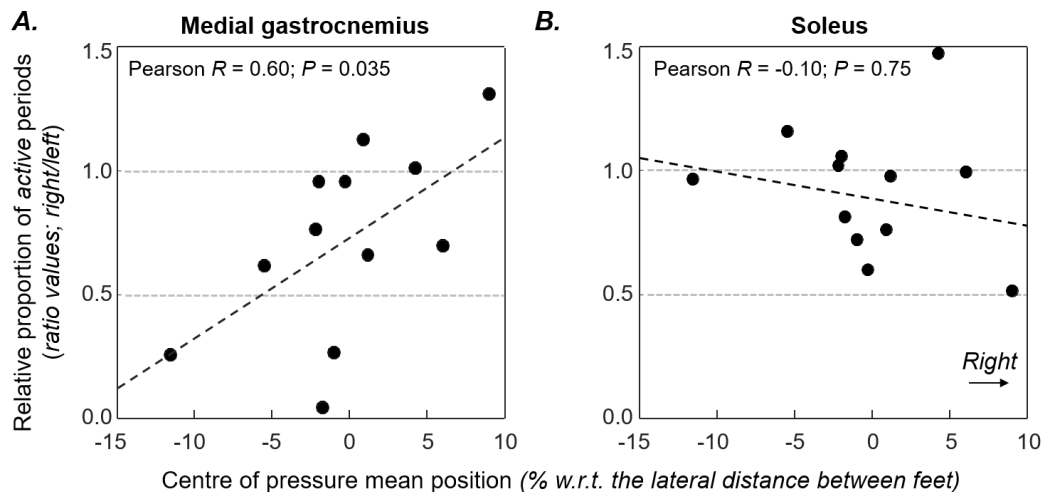 A.
Medial gastrocnemius
B.
Soleus
Relative proportion of active periods
(ratio values; right/left)
1.5
1.0
0.5
0.0
Pearson R = 0.60; P = 0.035
-15
-10
-5
0
5
10
1.5
1.0
0.5
0.0
Pearson R = -0.10; P = 0.75
Right
-15
-10
-5
0
5
10
Centre of pressure mean position (% w.r.t. the lateral distance between feet)